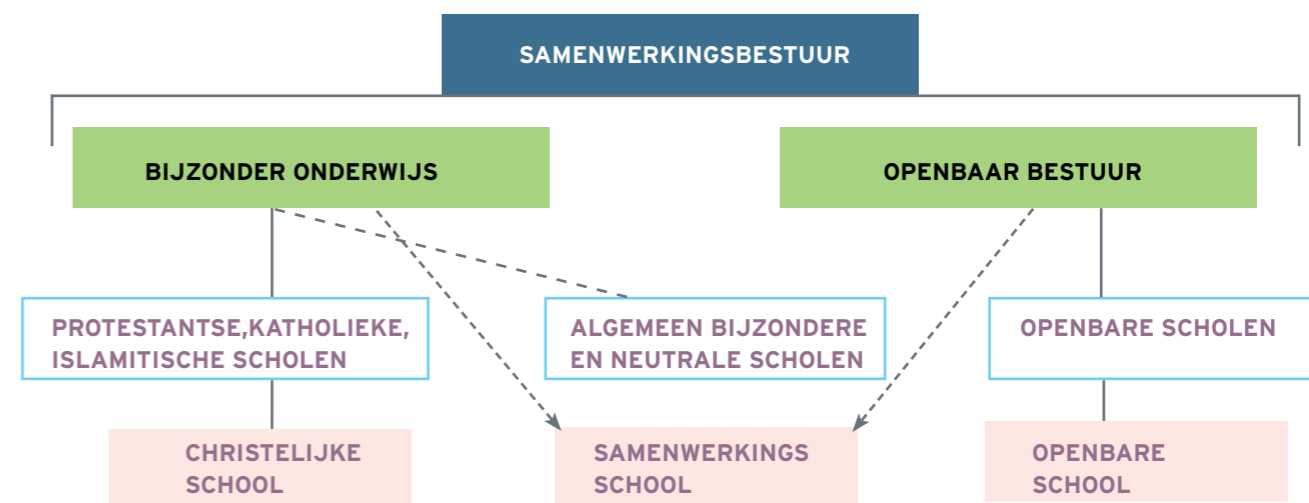 SAMENWERKINGSBESTUUR
BIJZONDER ONDERWIJS
OPENBAAR BESTUUR
PROTESTANTSE,KATHOLIEKE,
ISLAMITISCHE SCHOLEN
ALGEMEEN BIJZONDERE
EN NEUTRALE SCHOLEN
OPENBARE SCHOLEN
CHRISTELIJKE
SCHOOL
SAMENWERKINGS
SCHOOL
OPENBARE
SCHOOL